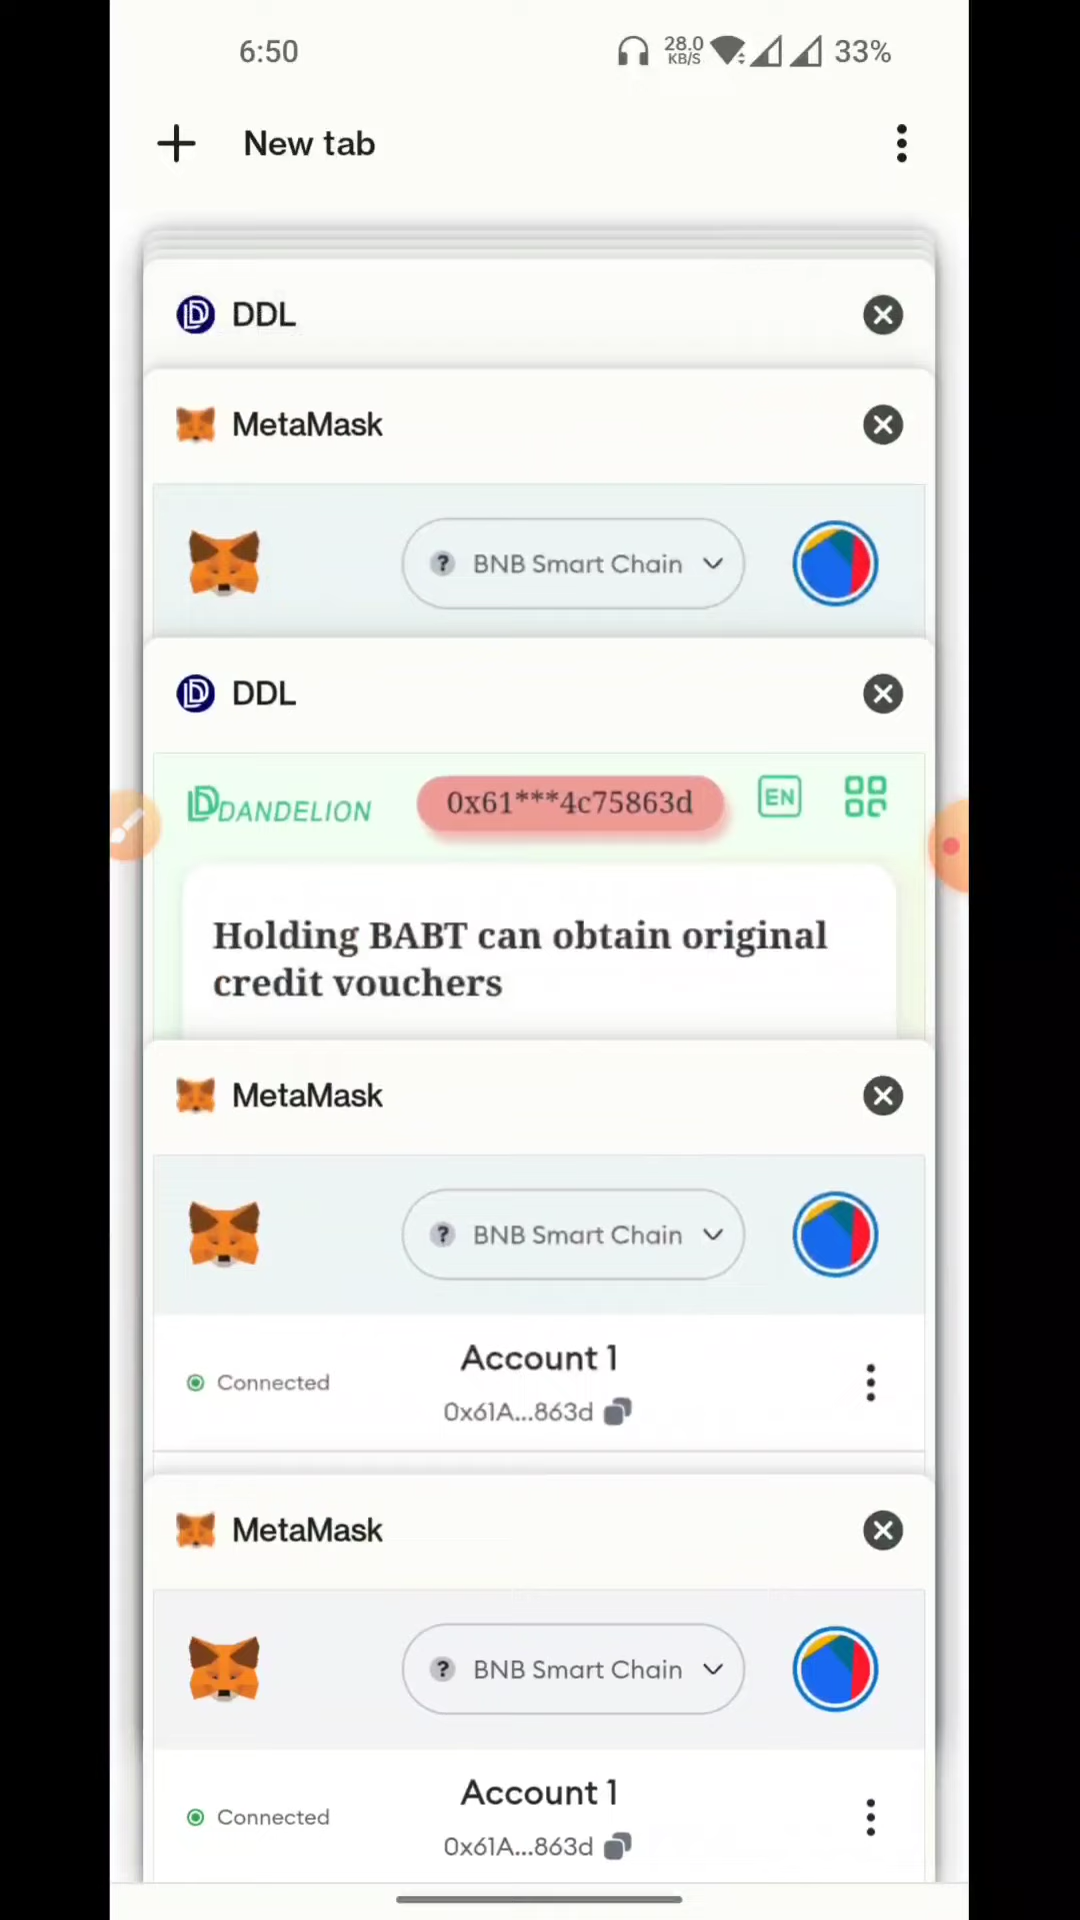 6:50
28.0
KB/S
33%
New tab
DDL
MetaMask
? BNB Smart Chain
DDL
DANDELION
0x61***4c75863d
EN
Holding BABT can obtain original
credit vouchers
MetaMask
? BNB Smart Chain
Account 1
Connected
0x61A...863d
MetaMask
? BNB Smart Chain
Account 1
Connected
0x61A...863d